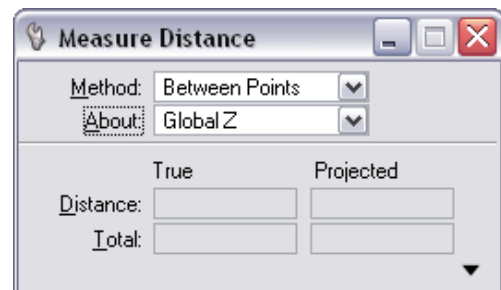 Measure Distance
Method: Between Points
About: Global Z
True Projected
Distance:
Total: